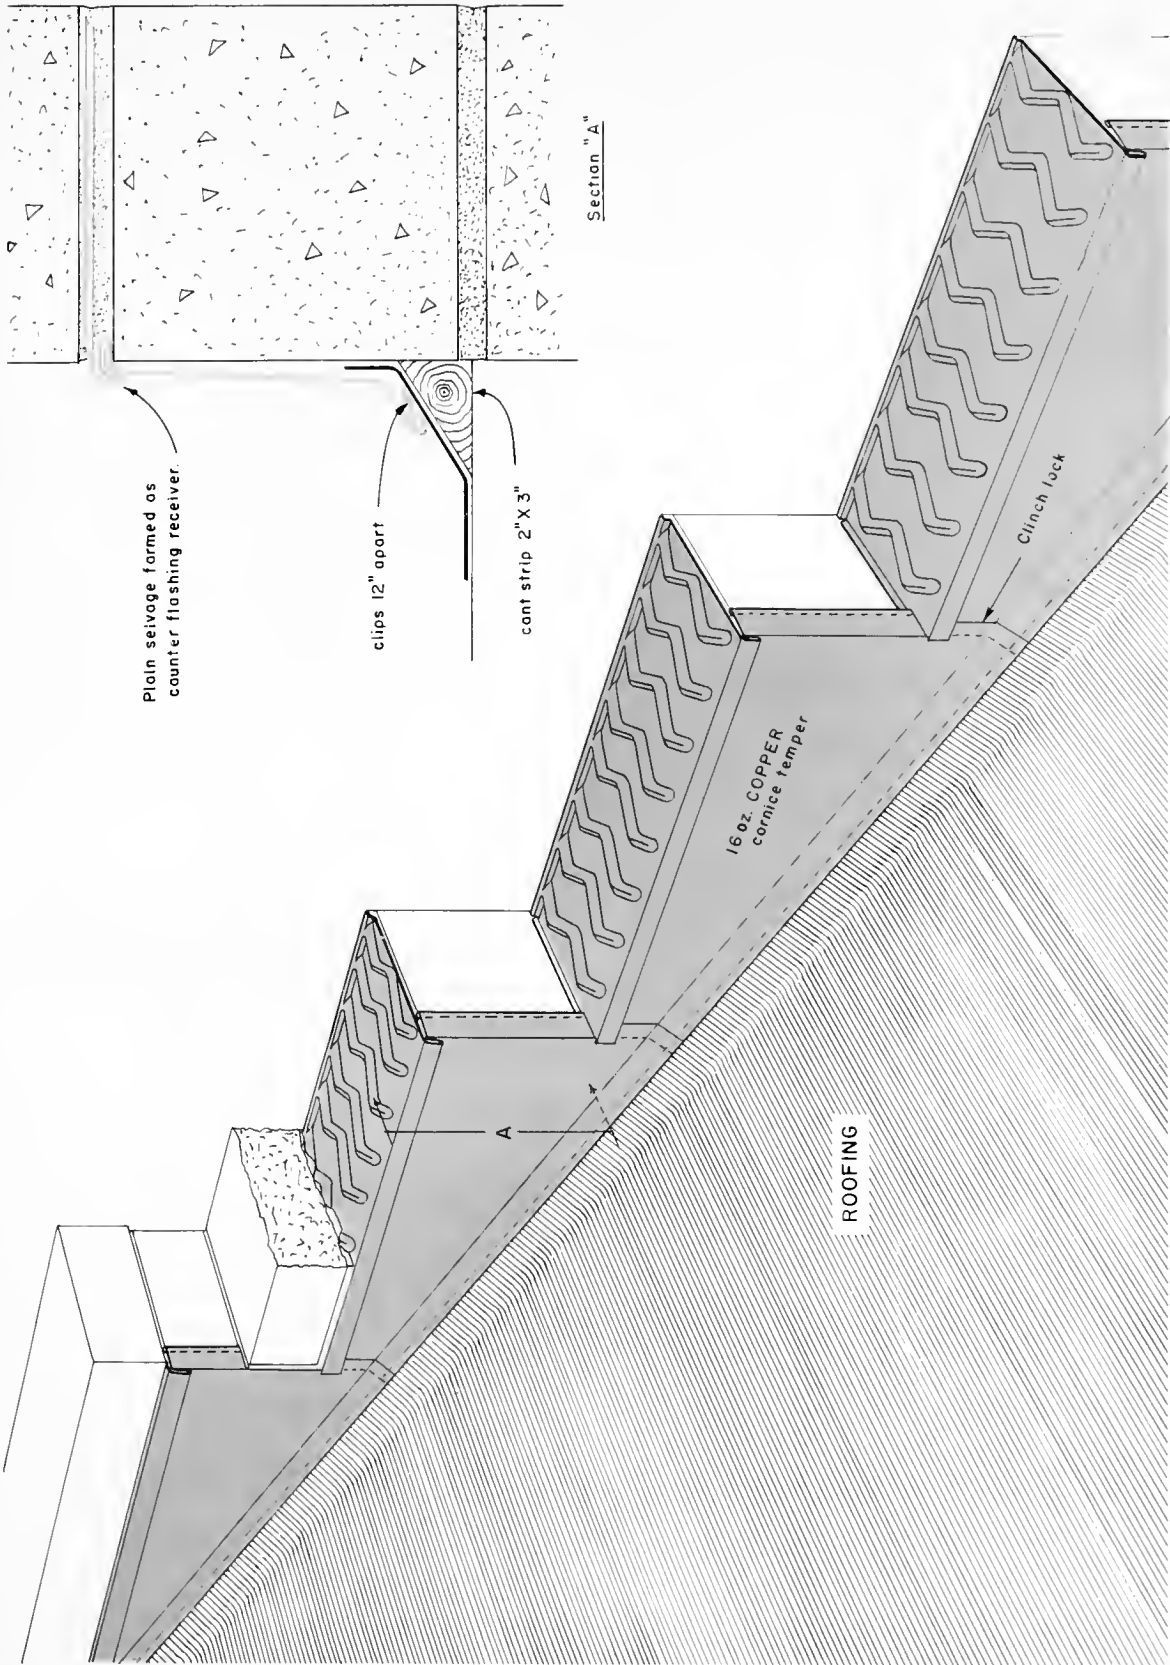 Plain selvage formed as
counter flashing receiver.
clips 12" apart
cant strip 2" X 3"
Section "A"
Clinch lock
16 oz. COPPER
cornice temper
A
ROOFING